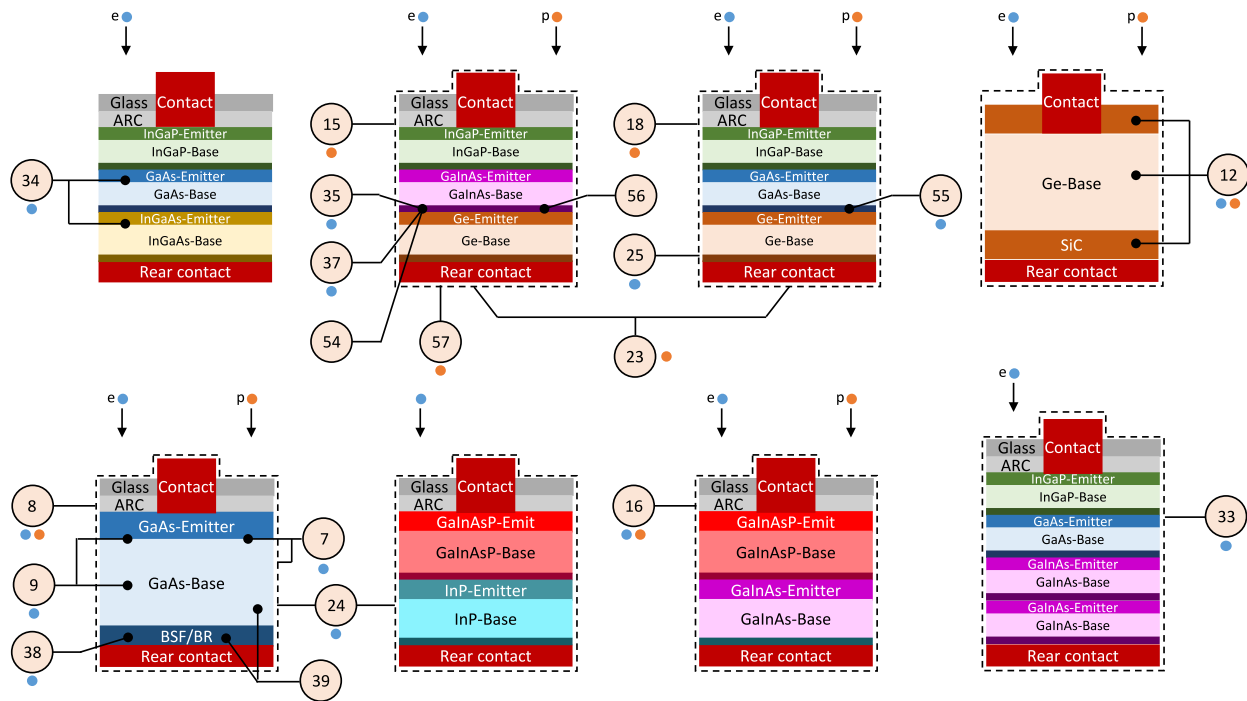 e
e
p
e
p
e
p
Glass
Contact
ARC
InGaP-Emitter
InGaP-Base
GaAs-Emitter
GaAs-Base
InGaAs-Emitter
InGaAs-Base
Rear contact
34
Glass
Contact
ARC
InGaP-Emitter
InGaP-Base
GaInAs-Emitter
GaInAs-Base
Ge-Emitter
Ge-Base
Rear contact
15
35
37
54
57
56
Glass
Contact
ARC
InGaP-Emitter
InGaP-Base
GaAs-Emitter
GaAs-Base
Ge-Emitter
Ge-Base
Rear contact
18
25
55
23
Contact
Ge-Base
SiC
Rear contact
12
e
p
e
p
e
Glass
Contact
ARC
GaAs-Emitter
GaAs-Base
BSF/BR
Rear contact
8
9
38
7
24
39
Glass
Contact
ARC
GaInAsP-Emit
GaInAsP-Base
InP-Emitter
InP-Base
Rear contact
Glass
Contact
ARC
GaInAsP-Emit
GaInAsP-Base
GaInAs-Emitter
GaInAs-Base
Rear contact
16
Glass
Contact
ARC
InGaP-Emitter
InGaP-Base
GaAs-Emitter
GaAs-Base
GaInAs-Emitter
GaInAs-Base
GaInAs-Emitter
GaInAs-Base
Rear contact
33